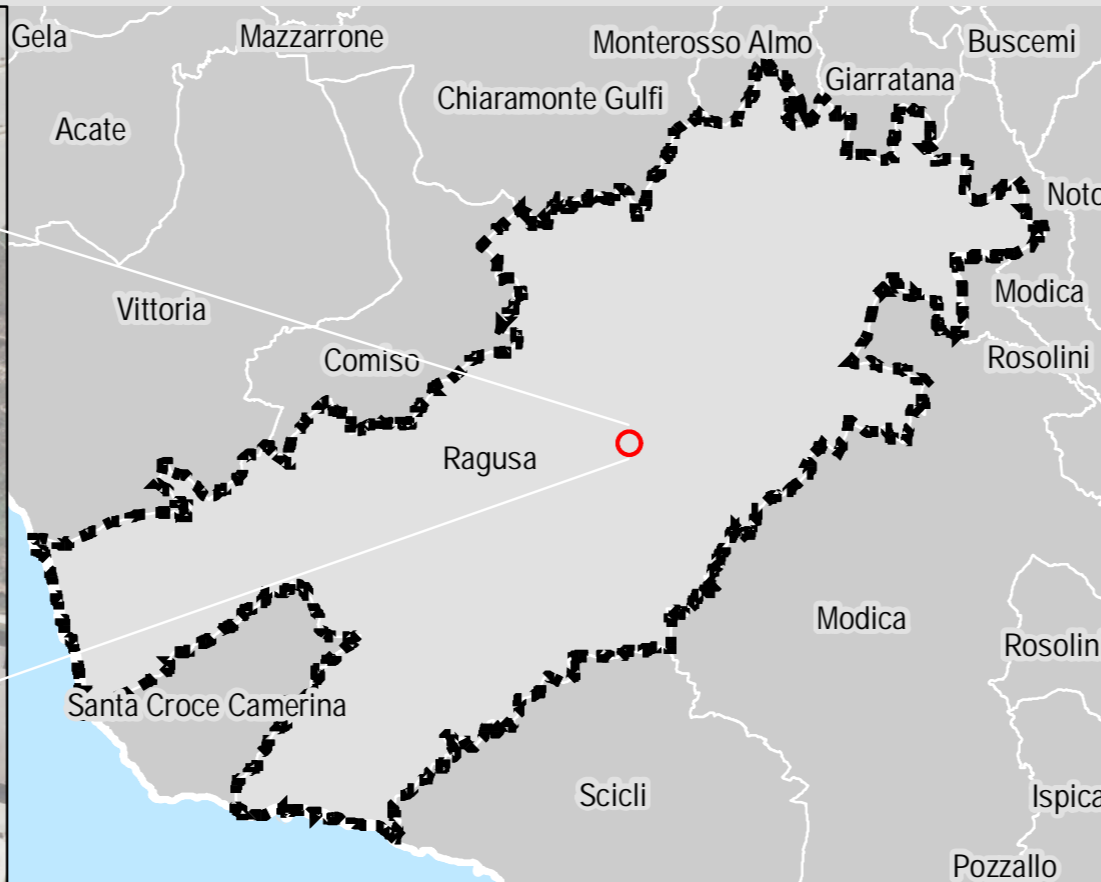 Gela
Mazzarrone
Monterosso Almo
Buscemi
Giarratana
Chiaramonte Gulfi
Acate
Noto
Modica
Vittoria
Comiso
Rosolini
Ragusa
Modica
Rosolin
Santa Croce Camerina
Scicli
Ispica
Pozzallo